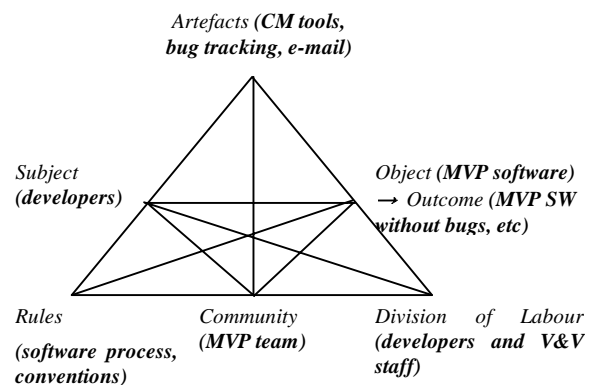 Artefacts (CM tools,
bug tracking, e-mail)
Subject
(developers)
Object (MVP software)
→ Outcome (MVP SW
without bugs, etc)
Rules
(software process,
conventions)
Community
(MVP team)
Division of Labour
(developers and V&V
staff)